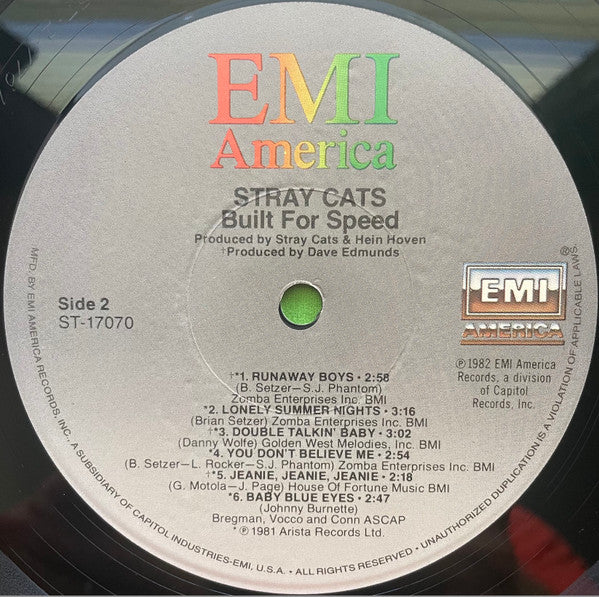 EMI
America
STRAY CATS
Built For Speed
Produced by Stray Cats & Hein Hoven
†Produced by Dave Edmunds
Side 2
ST-17070
EMI
AMERICA
®
℗1982 EMI America
Records, a division
of Capitol
Records, Inc.
†*1. RUNAWAY BOYS • 2:58
(B. Setzer–S.J. Phantom)
Zomba Enterprises Inc. BMI
*2. LONELY SUMMER NIGHTS • 3:16
(Brian Setzer) Zomba Enterprises Inc. BMI
†*3. DOUBLE TALKIN' BABY • 3:02
(Danny Wolfe) Golden West Melodies, Inc. BMI
*4. YOU DON'T BELIEVE ME • 2:54
(B. Setzer–L. Rocker–S.J. Phantom) Zomba Enterprises Inc. BMI
†*5. JEANIE, JEANIE, JEANIE • 2:18
(G. Motola–J. Page) House Of Fortune Music BMI
*6. BABY BLUE EYES • 2:47
(Johnny Burnette)
Bregman, Vocco and Conn ASCAP
*℗1981 Arista Records Ltd.
MFD. BY EMI AMERICA RECORDS, INC., A SUBSIDIARY OF CAPITOL INDUSTRIES-EMI, U.S.A. • ALL RIGHTS RESERVED • UNAUTHORIZED DUPLICATION IS A VIOLATION OF APPLICABLE LAWS